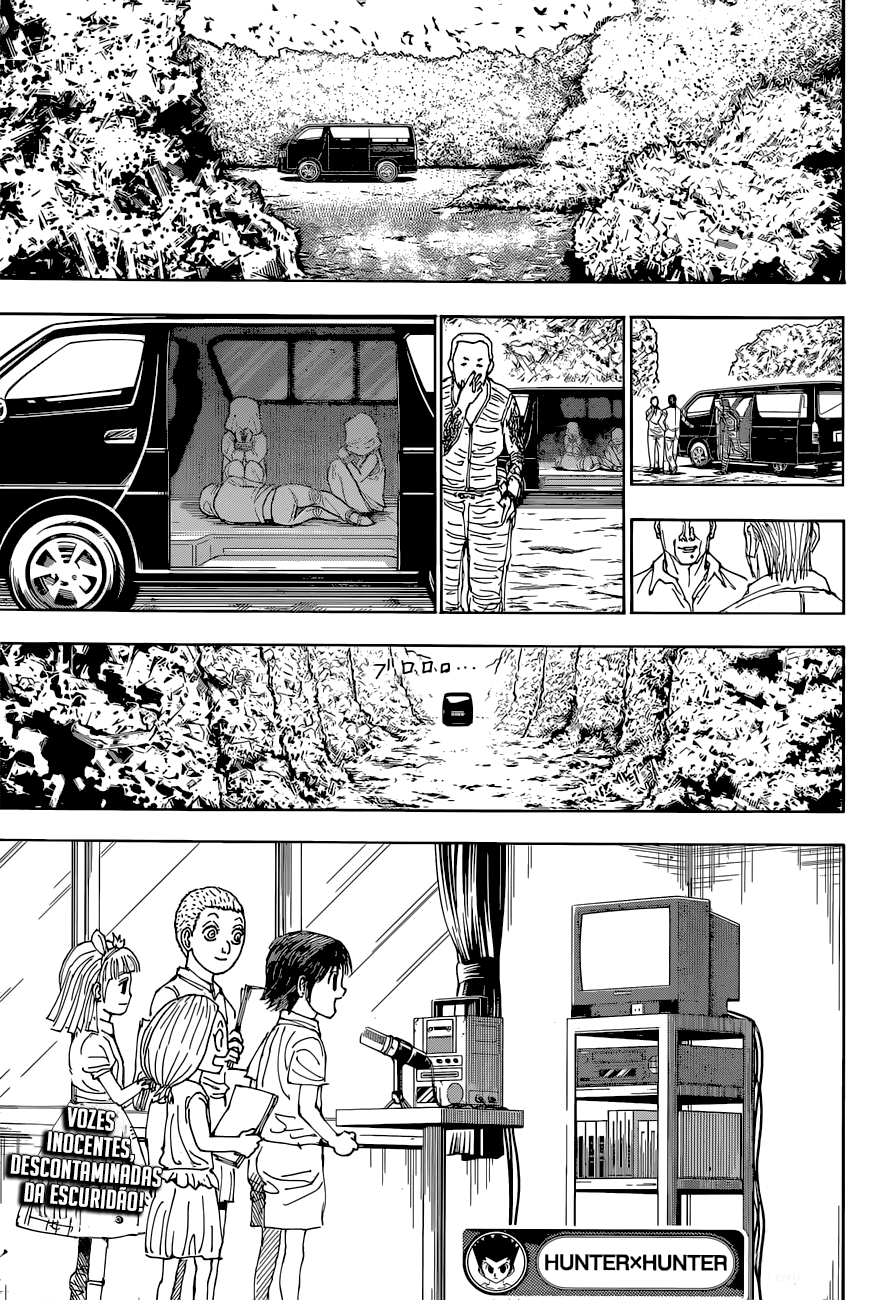 ブロロロ…
VOZES
INOCENTES,
DESCONTAMINADAS
DA ESCURIDÃO!
HUNTER×HUNTER